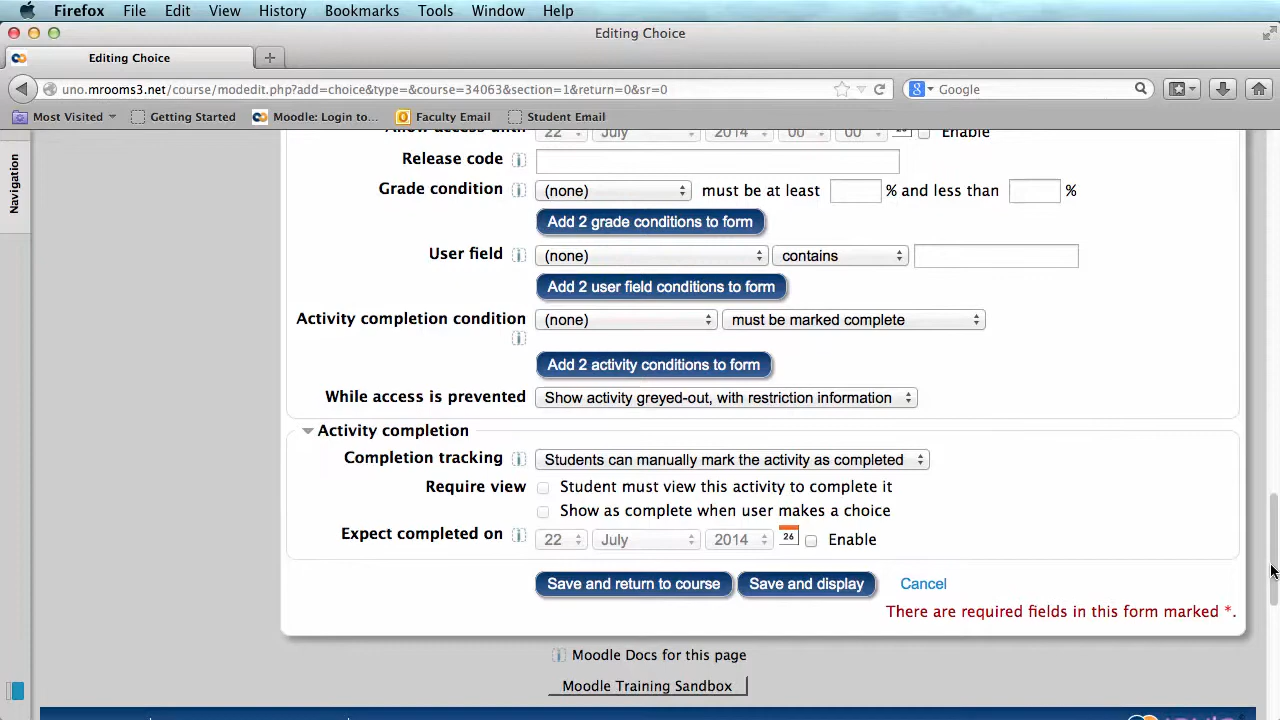 Firefox File Edit View History Bookmarks Tools Window Help
Editing Choice
Editing Choice
uno.mrooms3.net/course/modedit.php?add=choice&type=&course=34063&section=1&return=0&sr=0 Google
Most Visited Getting Started Moodle: Login to... Faculty Email Student Email
Navigation
Allow access until 22 July 2014 00 00 Enable
Release code
Grade condition (none) must be at least % and less than %
Add 2 grade conditions to form
User field (none) contains
Add 2 user field conditions to form
Activity completion condition (none) must be marked complete
Add 2 activity conditions to form
While access is prevented Show activity greyed-out, with restriction information
Activity completion
Completion tracking Students can manually mark the activity as completed
Require view Student must view this activity to complete it
Show as complete when user makes a choice
Expect completed on 22 July 2014 26 Enable
Save and return to course Save and display Cancel
There are required fields in this form marked *.
Moodle Docs for this page
Moodle Training Sandbox